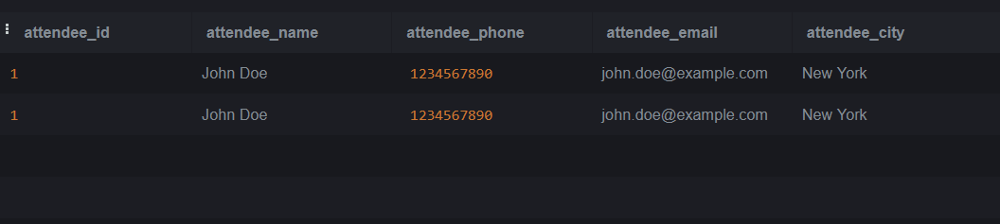 attendee_id attendee_name attendee_phone attendee_email attendee_city
1 John Doe 1234567890 john.doe@example.com New York
1 John Doe 1234567890 john.doe@example.com New York